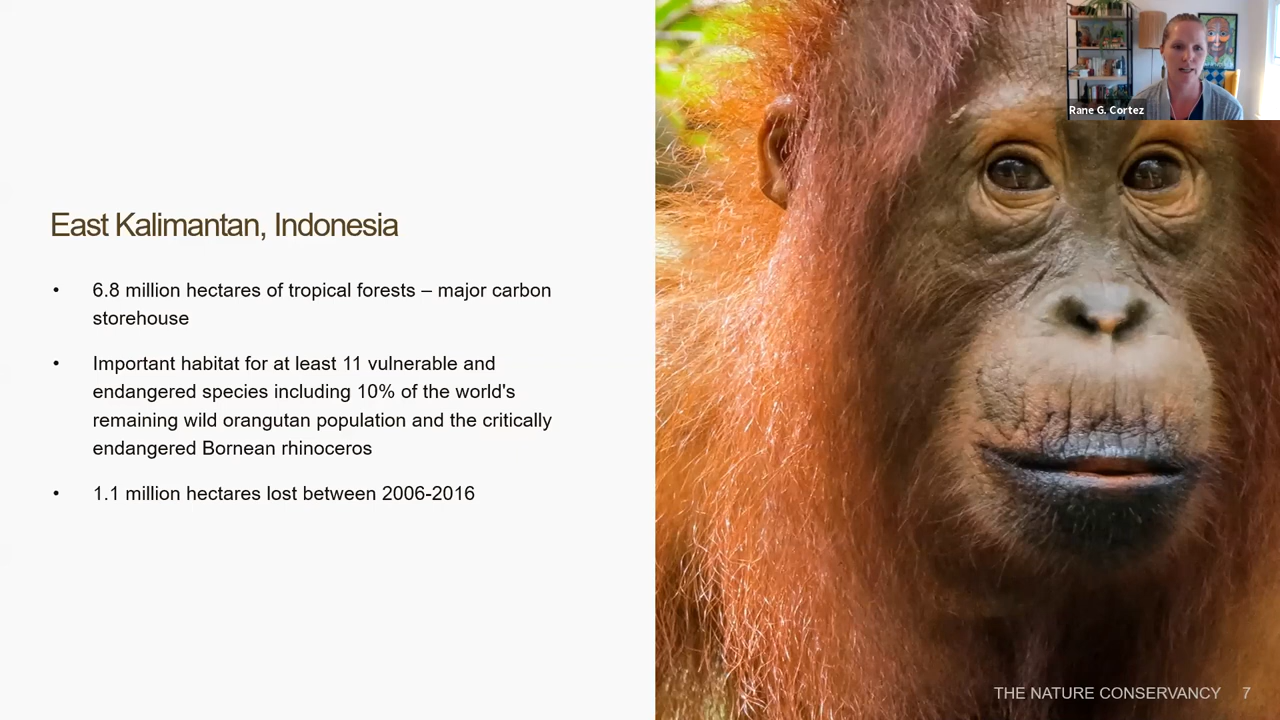 Rane G. Cortez
East Kalimantan, Indonesia
• 6.8 million hectares of tropical forests – major carbon
storehouse
• Important habitat for at least 11 vulnerable and
endangered species including 10% of the world's
remaining wild orangutan population and the critically
endangered Bornean rhinoceros
• 1.1 million hectares lost between 2006-2016
THE NATURE CONSERVANCY 7